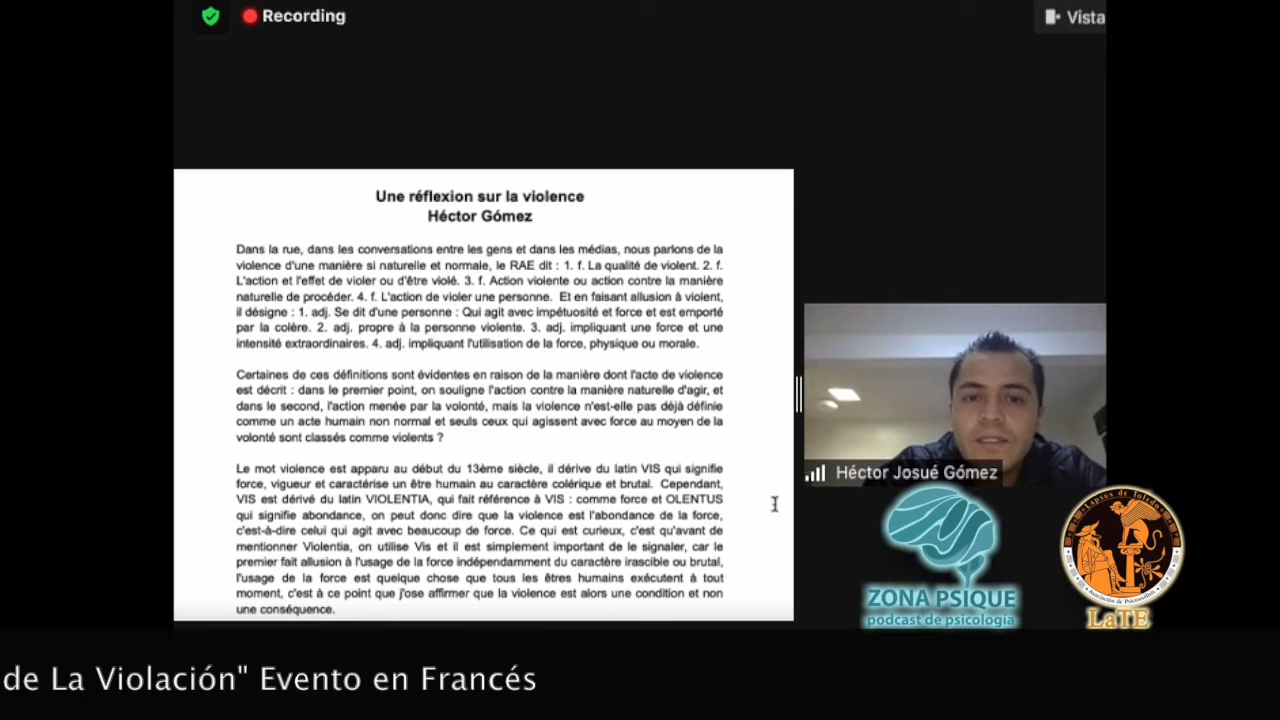 Recording
Vista
Une réflexion sur la violence
Héctor Gómez
Dans la rue, dans les conversations entre les gens et dans les médias, nous parlons de la
violence d'une manière si naturelle et normale, le RAE dit : 1. f. La qualité de violent. 2. f.
L'action et l'effet de violer ou d'être violé. 3. f. Action violente ou action contre la manière
naturelle de procéder. 4. f. L'action de violer une personne. Et en faisant allusion à violent,
il désigne : 1. adj. Se dit d'une personne : Qui agit avec impétuosité et force et est emporté
par la colère. 2. adj. propre à la personne violente. 3. adj. impliquant une force et une
intensité extraordinaires. 4. adj. impliquant l'utilisation de la force, physique ou morale.
Certaines de ces définitions sont évidentes en raison de la manière dont l'acte de violence
est décrit : dans le premier point, on souligne l'action contre la manière naturelle d'agir, et
dans le second, l'action menée par la volonté, mais la violence n'est-elle pas déjà définie
comme un acte humain non normal et seuls ceux qui agissent avec force au moyen de la
volonté sont classés comme violents ?
Le mot violence est apparu au début du 13ème siècle, il dérive du latin VIS qui signifie
force, vigueur et caractérise un être humain au caractère colérique et brutal. Cependant,
VIS est dérivé du latin VIOLENTIA, qui fait référence à VIS : comme force et OLENTUS
qui signifie abondance, on peut donc dire que la violence est l'abondance de la force,
c'est-à-dire celui qui agit avec beaucoup de force. Ce qui est curieux, c'est qu'avant de
mentionner Violentia, on utilise Vis et il est simplement important de le signaler, car le
premier fait allusion à l'usage de la force indépendamment du caractère irascible ou brutal,
l'usage de la force est quelque chose que tous les êtres humains exécutent à tout
moment, c'est à ce point que j'ose affirmer que la violence est alors une condition et non
une conséquence.
Héctor Josué Gómez
ZONA PSIQUE
podcast de psicología
Lapsus de Toledo
Asociación de Psicoanálisis
LaTE
de La Violación" Evento en Francés